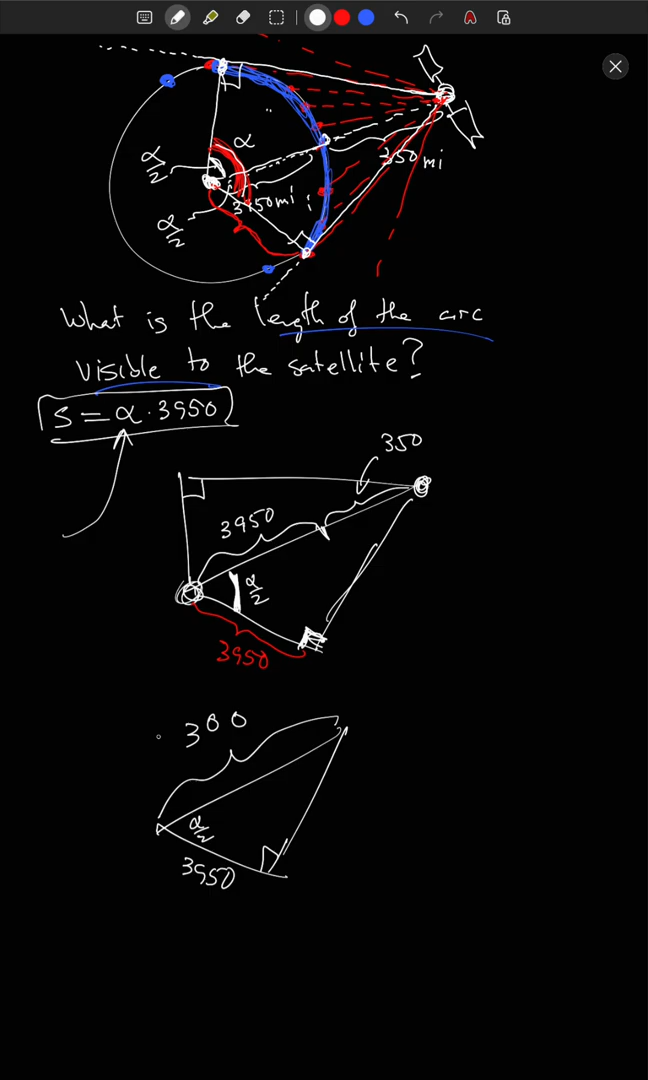 α
α/2
350 mi
3950mi
α/2
What is the length of the arc
visible to the satellite?
S = α · 3950
350
3950
α/2
3950
300
α/2
3950